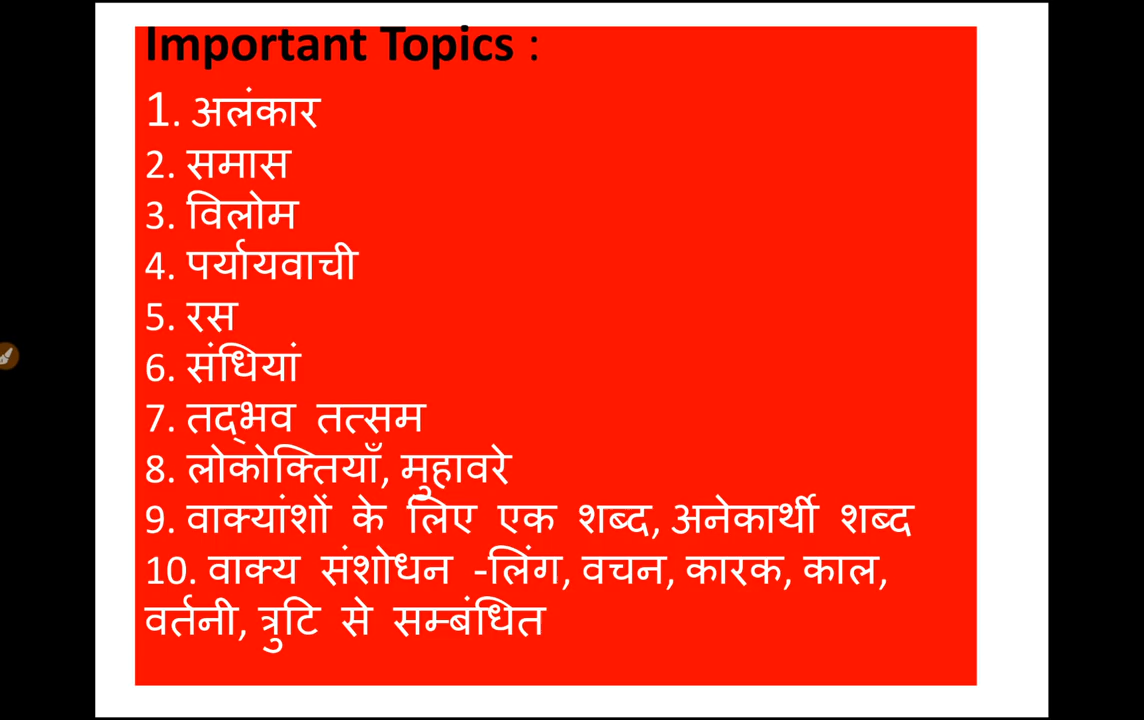 Important Topics :
1. अलंकार
2. समास
3. विलोम
4. पर्यायवाची
5. रस
6. संधियां
7. तद्भव तत्सम
8. लोकोक्तियाँ, मुहावरे
9. वाक्यांशों के लिए एक शब्द, अनेकार्थी शब्द
10. वाक्य संशोधन -लिंग, वचन, कारक, काल,
वर्तनी, त्रुटि से सम्बंधित